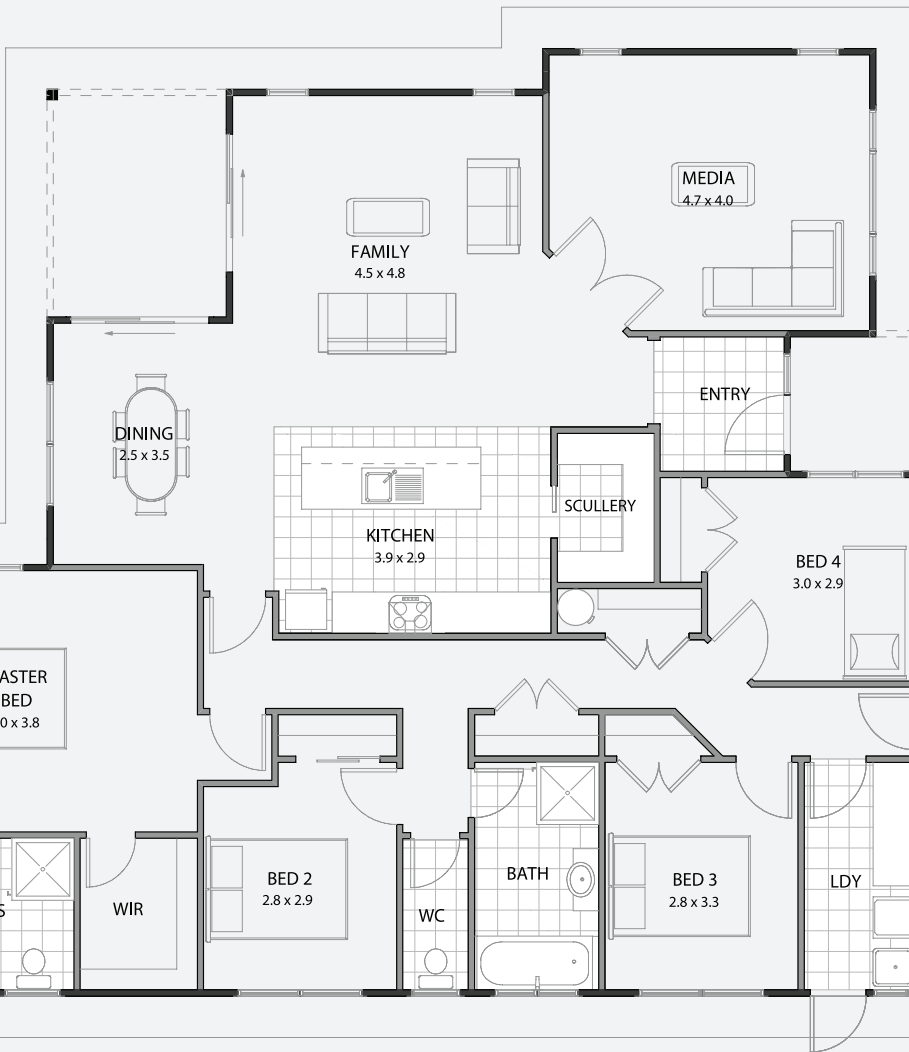 MEDIA
4.7 x 4.0
FAMILY
4.5 x 4.8
ENTRY
DINING
2.5 x 3.5
SCULLERY
KITCHEN
3.9 x 2.9
BED 4
3.0 x 2.9
ASTER
BED
0 x 3.8
BED 2
2.8 x 2.9
BATH
BED 3
2.8 x 3.3
LDY
S
WIR
WC